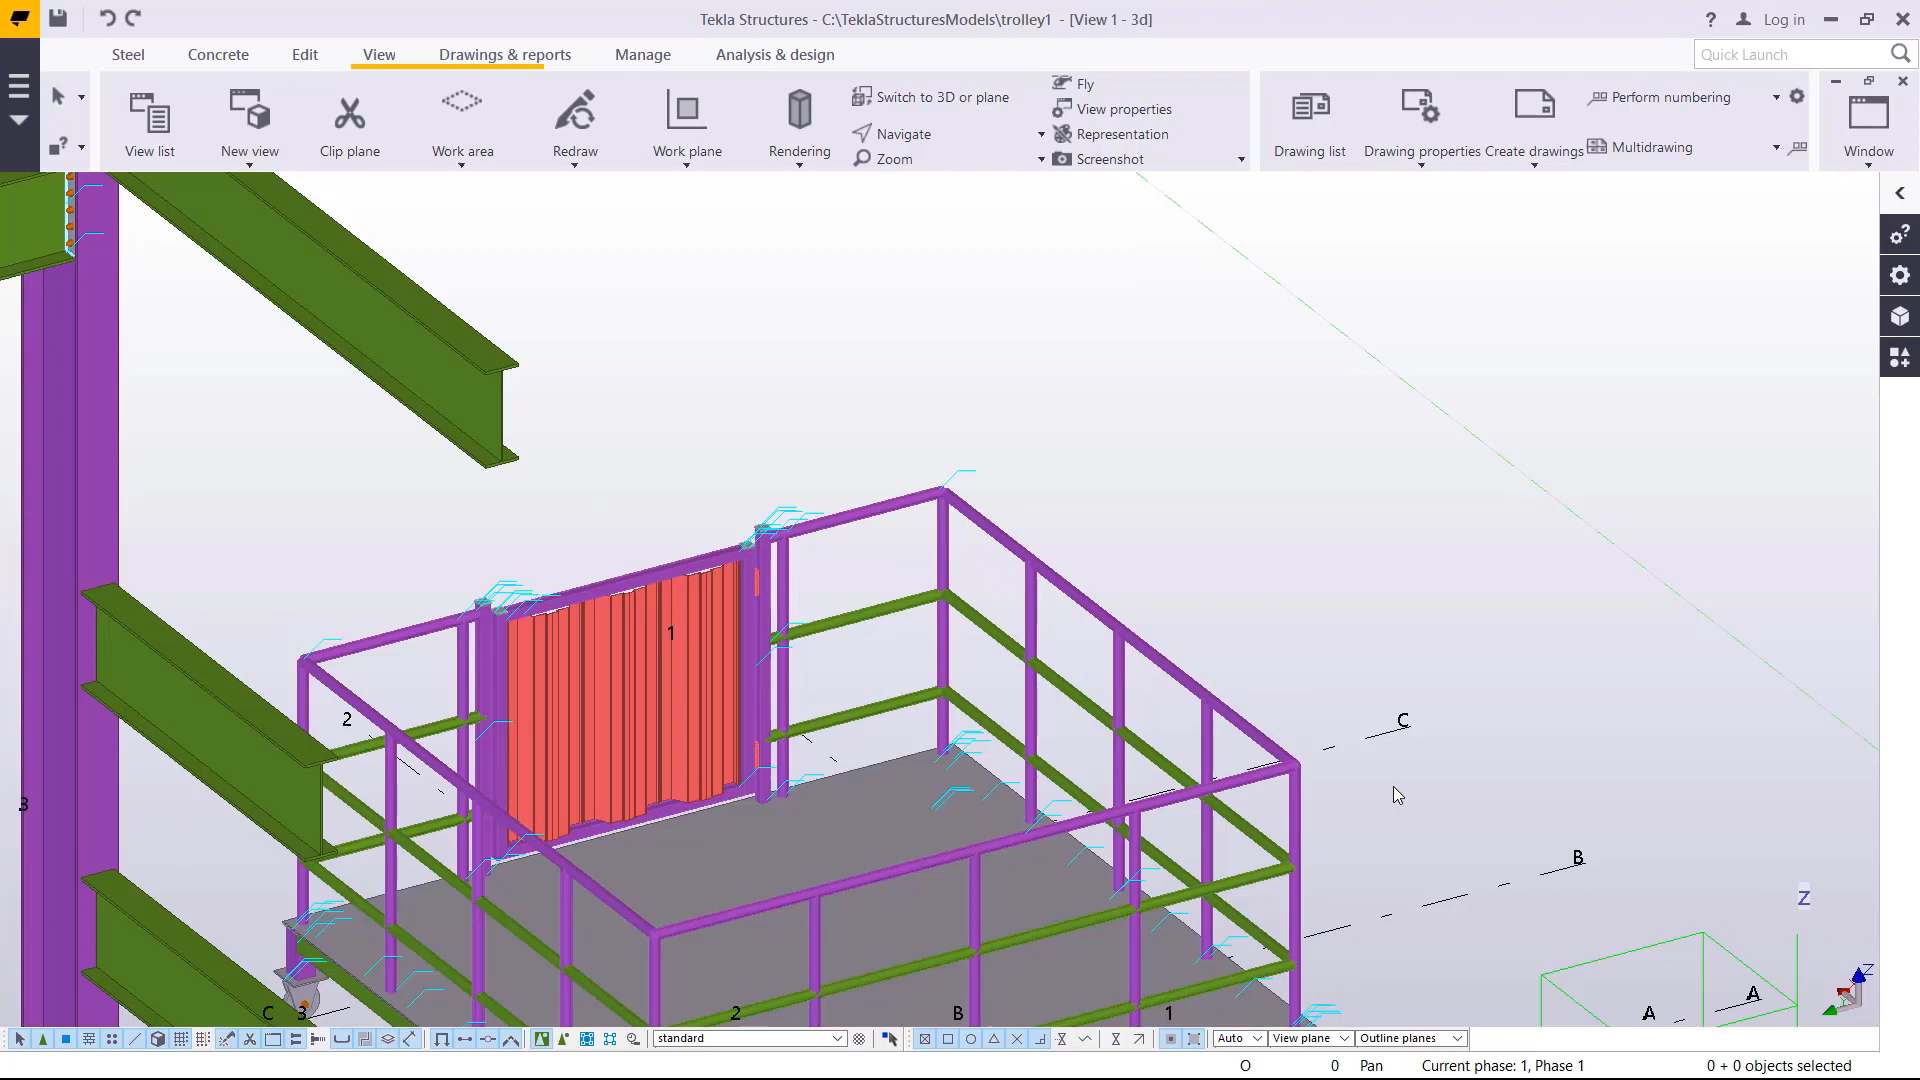 Tekla Structures - C:\TeklaStructuresModels\trolley1 - [View 1 - 3d]
? Log in
Steel Concrete Edit View Drawings & reports Manage Analysis & design
Quick Launch
View list
New view
Clip plane
Work area
Redraw
Work plane
Rendering
Switch to 3D or plane
Navigate
Zoom
Fly
View properties
Representation
Screenshot
Drawing list
Drawing properties
Create drawings
Perform numbering
Multidrawing
Window
1
2
C
3
B
Z
Z
A
A
C 3 2 B 1
standard
Auto
View plane
Outline planes
O 0 Pan Current phase: 1, Phase 1 0 + 0 objects selected